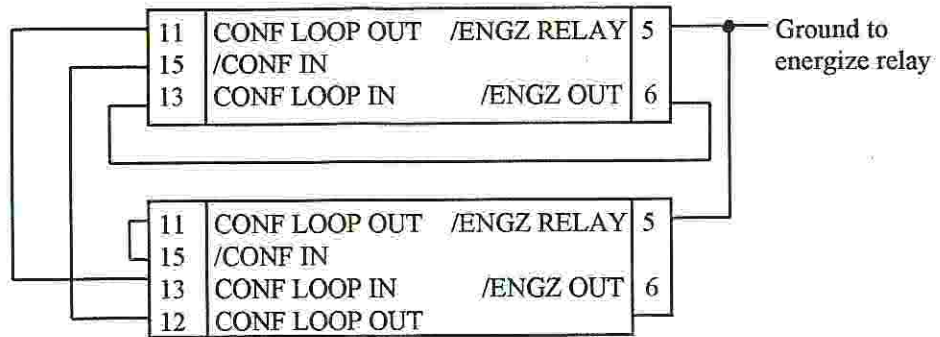 11 CONF LOOP OUT /ENGZ RELAY 5 Ground to
15 /CONF IN energize relay
13 CONF LOOP IN /ENGZ OUT 6
11 CONF LOOP OUT /ENGZ RELAY 5
15 /CONF IN
13 CONF LOOP IN /ENGZ OUT 6
12 CONF LOOP OUT